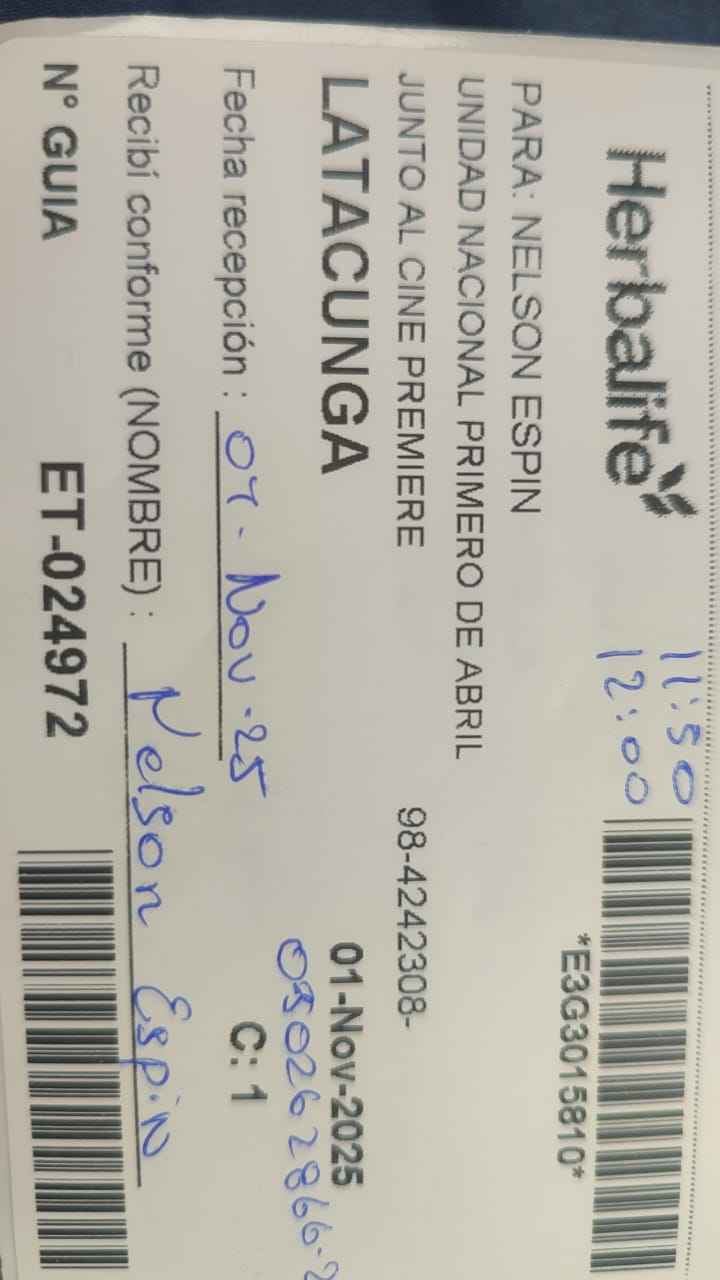 Herbalife
11:50
12:00
*E3G3015810*
PARA: NELSON ESPIN
UNIDAD NACIONAL PRIMERO DE ABRIL
JUNTO AL CINE PREMIERE 98-4242308-
LATACUNGA 01-Nov-2025
Fecha recepción : 07-Nov-25 C: 1
050262866-2
Recibí conforme (NOMBRE) : Nelson Espin
N° GUIA ET-024972